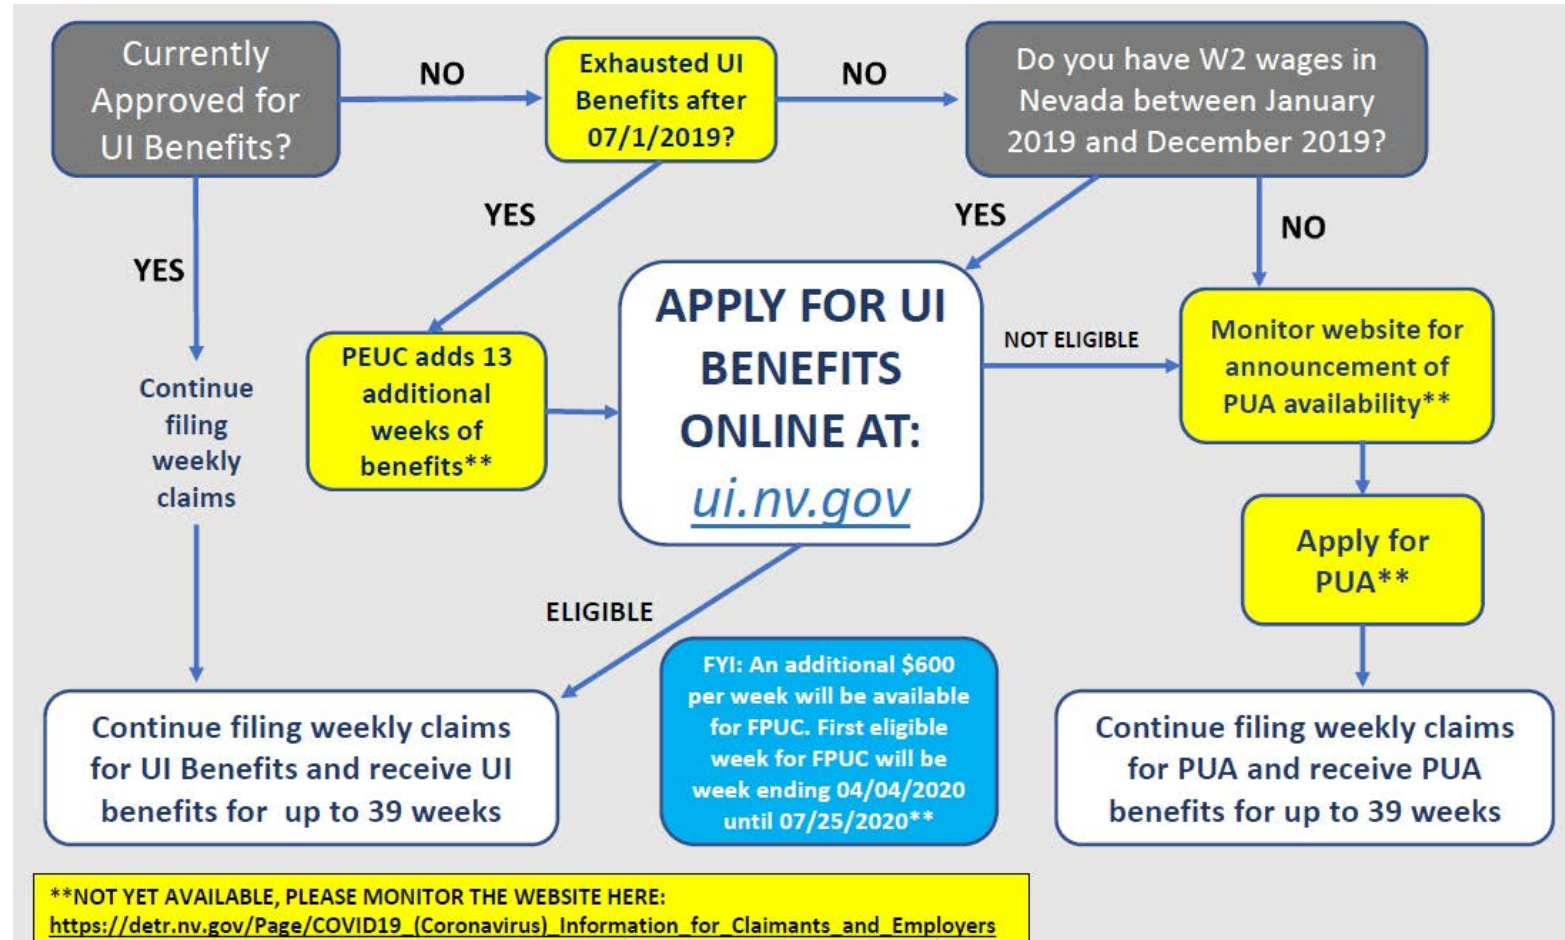 Currently
Approved for
UI Benefits?
NO
Exhausted UI
Benefits after
07/1/2019?
NO
Do you have W2 wages in
Nevada between January
2019 and December 2019?
YES
YES
YES
NO
Continue
filing
weekly
claims
PEUC adds 13
additional
weeks of
benefits**
APPLY FOR UI
BENEFITS
ONLINE AT:
ui.nv.gov
NOT ELIGIBLE
Monitor website for
announcement of
PUA availability**
Apply for
PUA**
ELIGIBLE
Continue filing weekly claims
for UI Benefits and receive UI
benefits for up to 39 weeks
FYI: An additional $600
per week will be available
for FPUC. First eligible
week for FPUC will be
week ending 04/04/2020
until 07/25/2020**
Continue filing weekly claims
for PUA and receive PUA
benefits for up to 39 weeks
**NOT YET AVAILABLE, PLEASE MONITOR THE WEBSITE HERE:
https://detr.nv.gov/Page/COVID19_(Coronavirus)_Information_for_Claimants_and_Employers